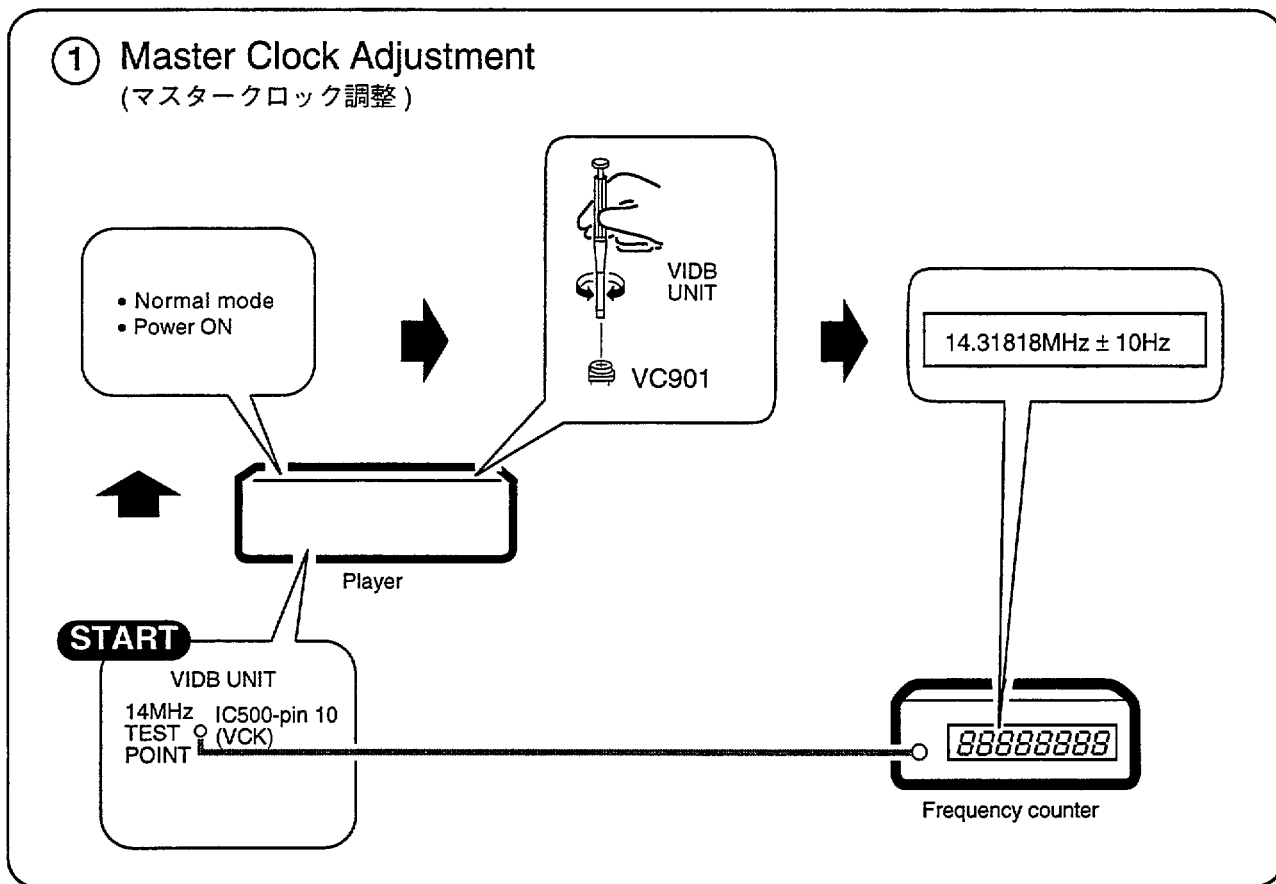 ① Master Clock Adjustment
(マスタークロック調整)
• Normal mode
• Power ON
VIDB
UNIT
VC901
14.31818MHz ± 10Hz
Player
START
VIDB UNIT
14MHz
TEST
POINT
IC500-pin 10
(VCK)
88888888
Frequency counter